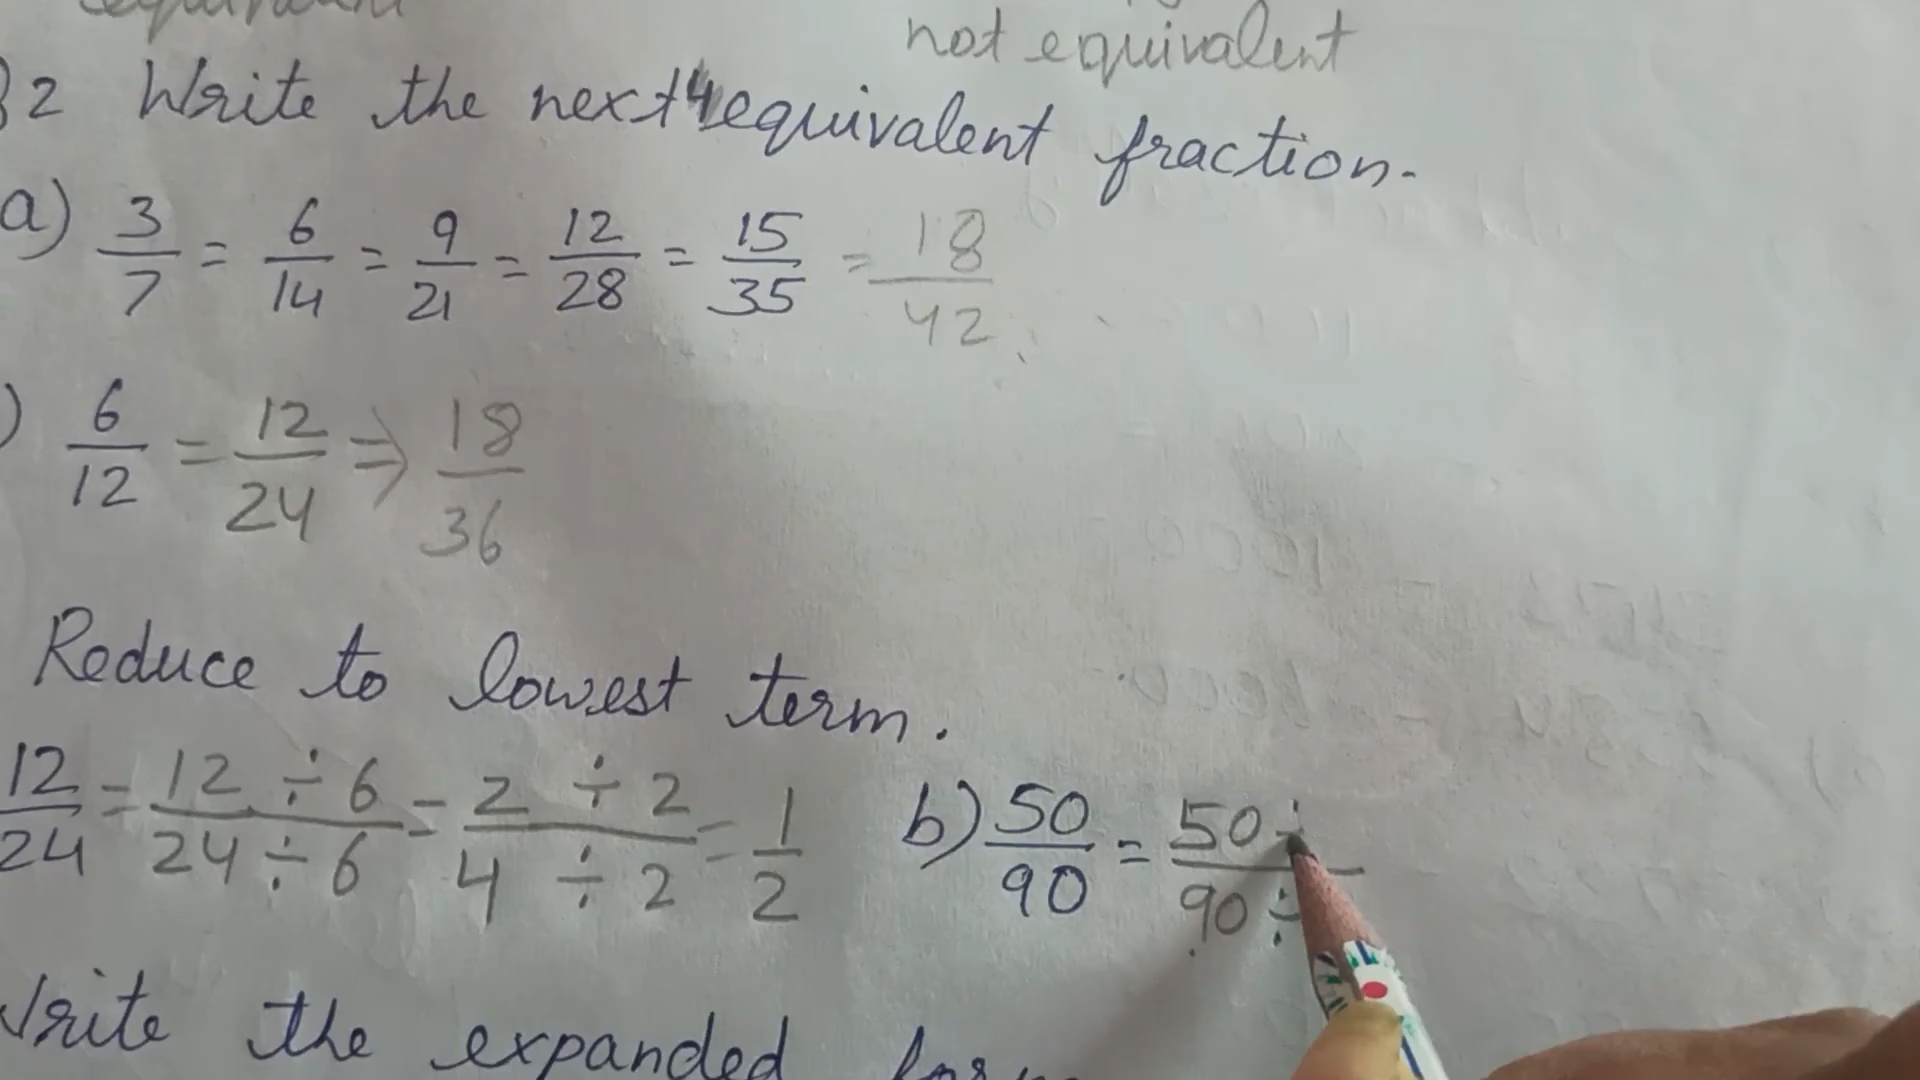 equivalent
not equivalent
2 Write the next 4 equivalent fraction.
a) 3/7 = 6/14 = 9/21 = 12/28 = 15/35 = 18/42
) 6/12 = 12/24 => 18/36
Reduce to lowest term.
12/24 = 12 ÷ 6/24 ÷ 6 = 2 ÷ 2/4 ÷ 2 = 1/2 b) 50/90 = 50 ÷/90 ÷
Write the expanded